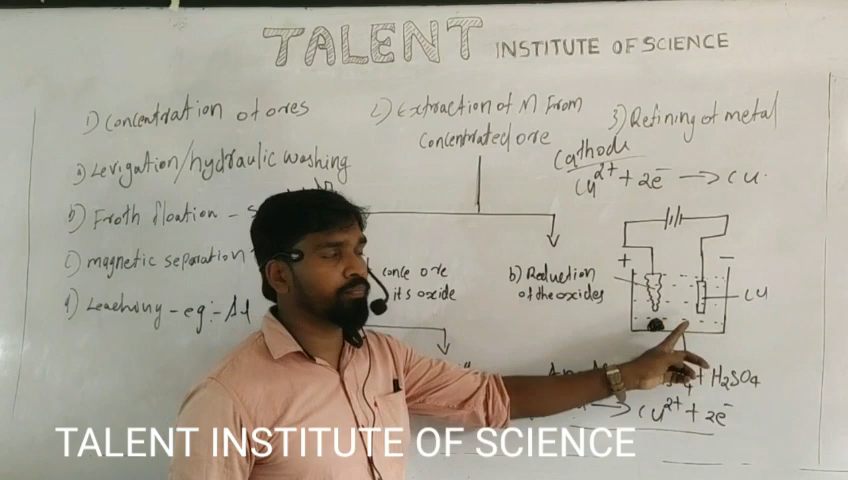 TALENT INSTITUTE OF SCIENCE
1) Concentration of ores
a) Levigation/hydraulic washing
b) Froth floation - S
c) magnetic separation
d) Leaching - eg:- Al
2) Extraction of M From
Concentrated ore
conc ore
its oxide
b) Reduction
of the oxides
3) Refining of metal
Cathode
Cu²⁺ + 2e⁻ → Cu.
+
−
Cu
+ H₂SO₄
→ Cu²⁺ + 2e⁻
TALENT INSTITUTE OF SCIENCE